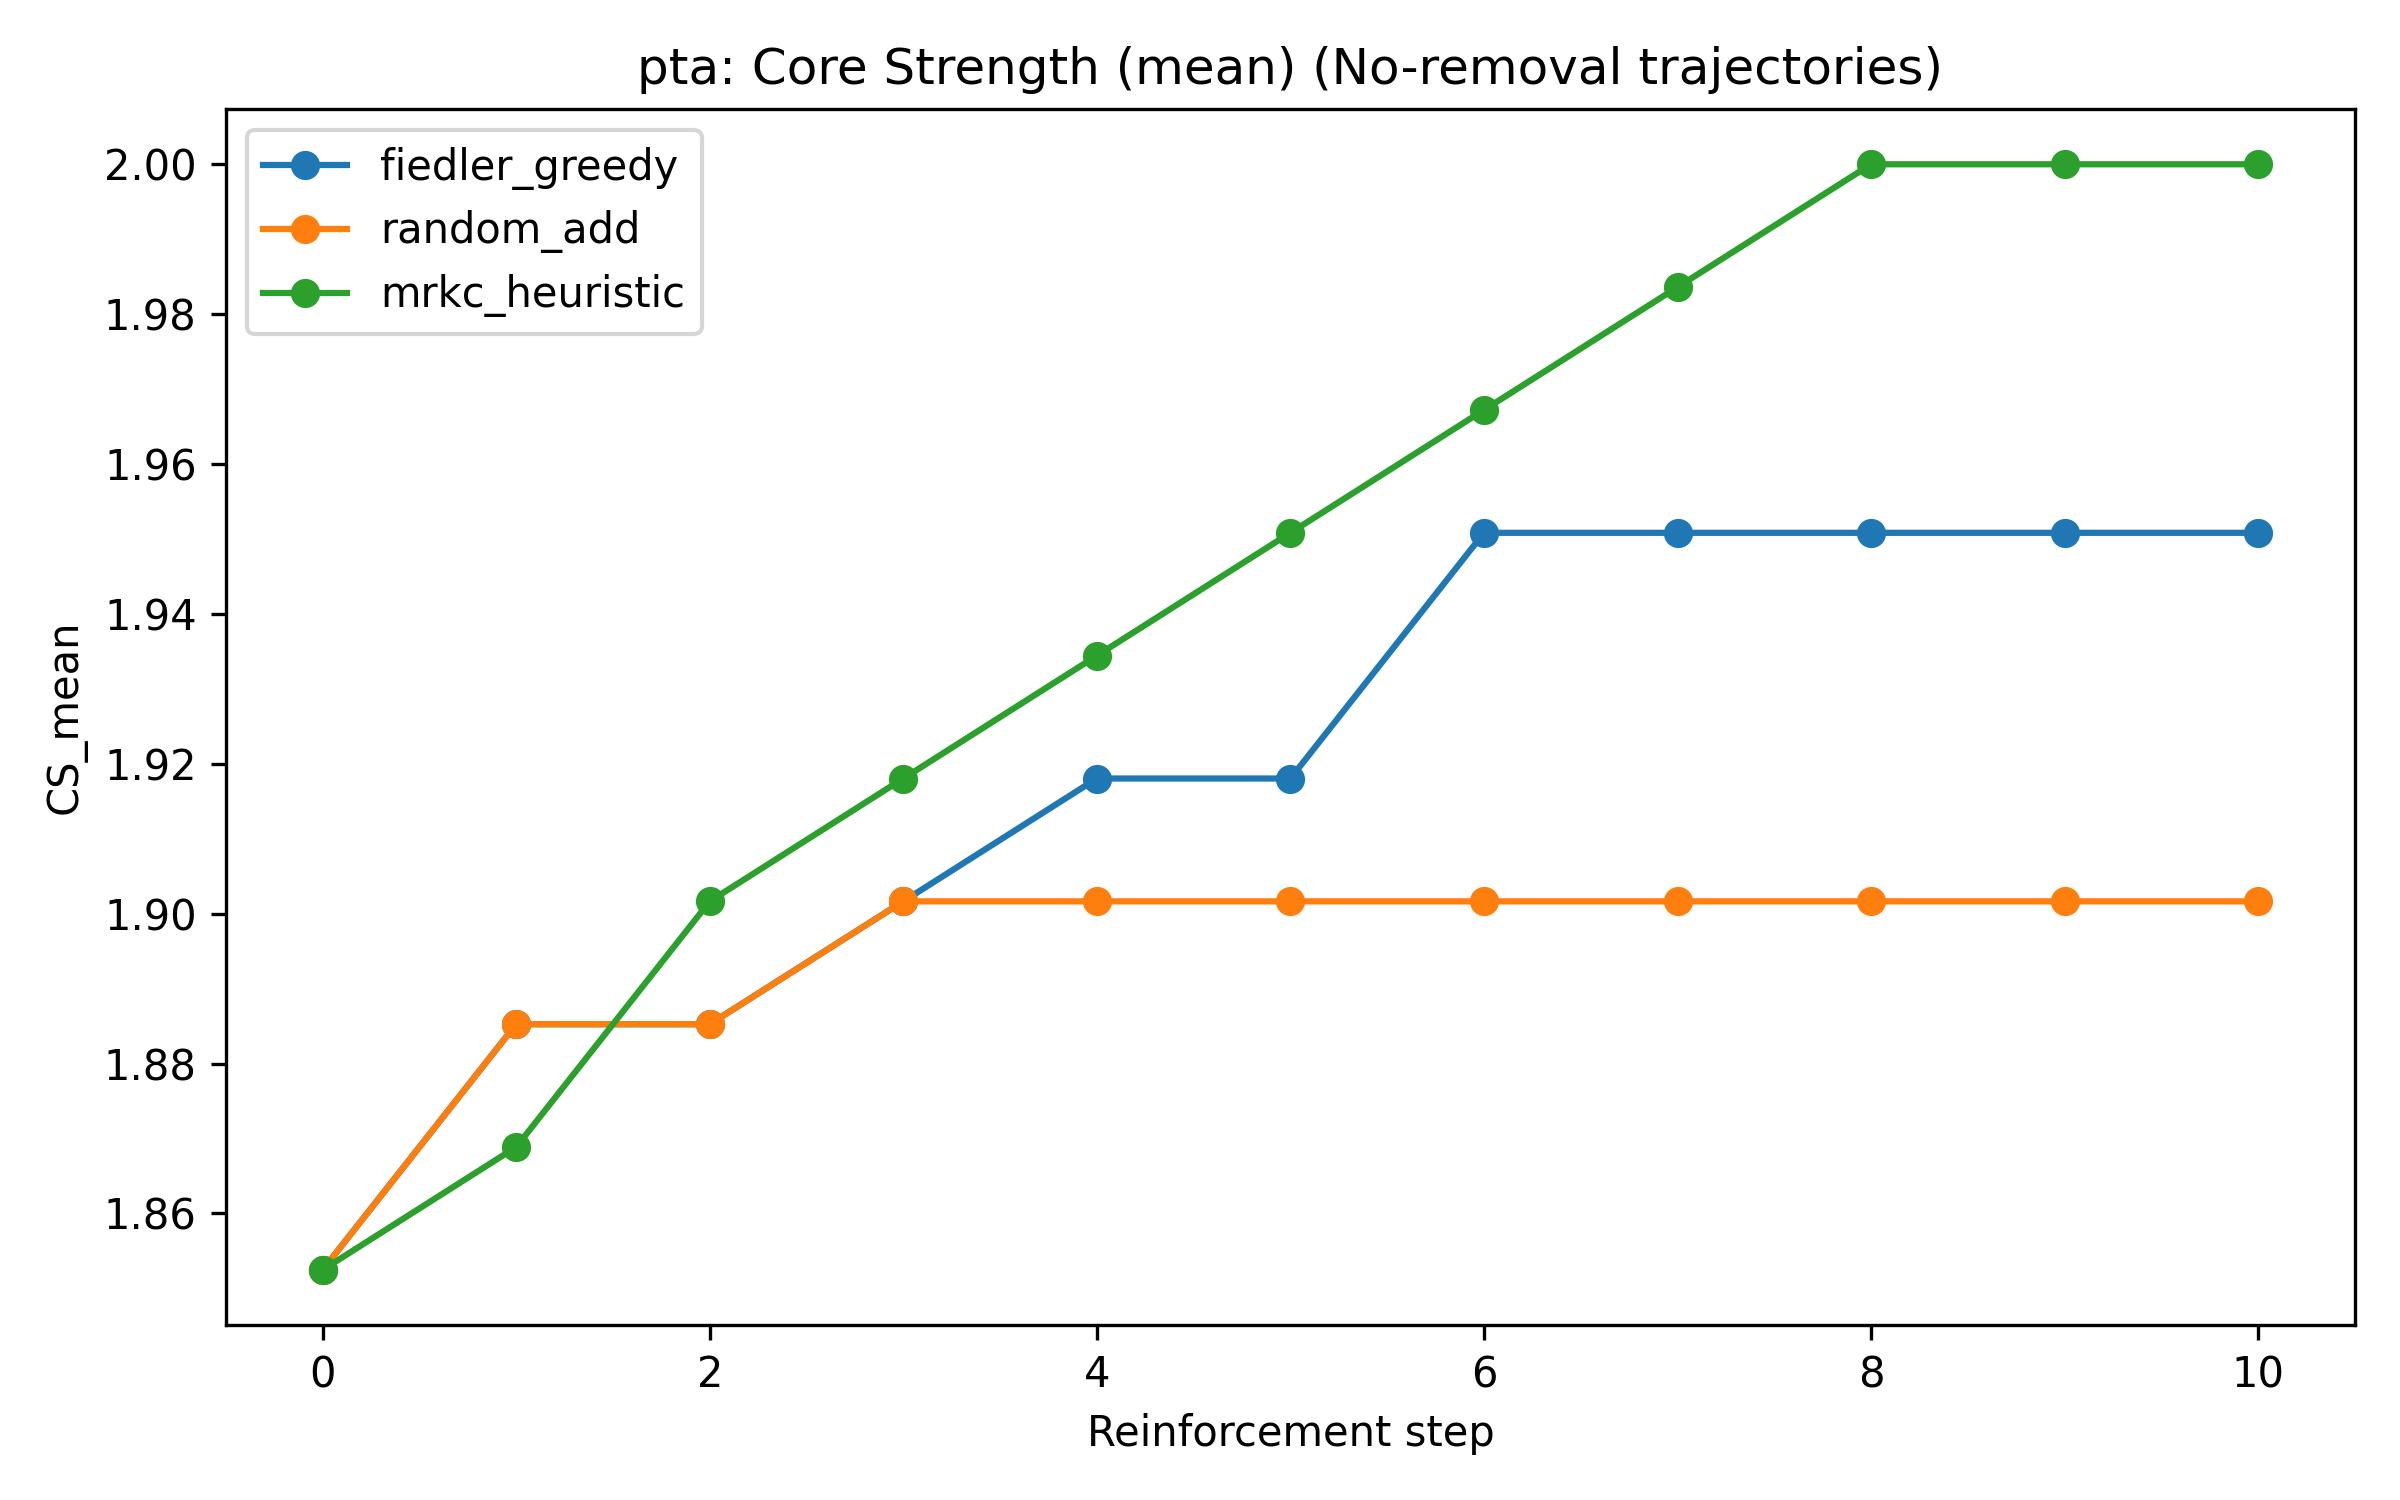 pta: Core Strength (mean) (No-removal trajectories)
fiedler_greedy
random_add
mrkc_heuristic
2.00
1.98
1.96
1.94
1.92
1.90
1.88
1.86
CS_mean
0 2 4 6 8 10
Reinforcement step